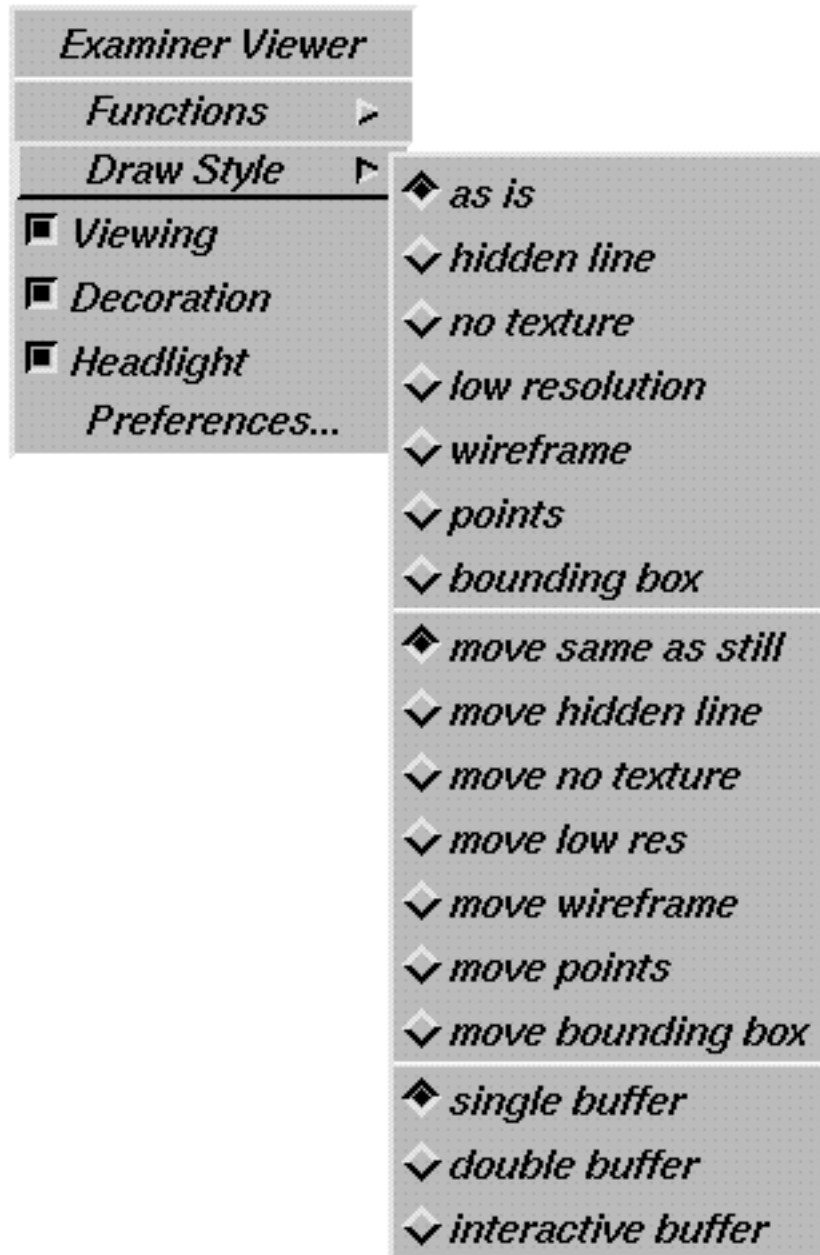 Examiner Viewer
Functions
Draw Style
Viewing
Decoration
Headlight
Preferences...
as is
hidden line
no texture
low resolution
wireframe
points
bounding box
move same as still
move hidden line
move no texture
move low res
move wireframe
move points
move bounding box
single buffer
double buffer
interactive buffer